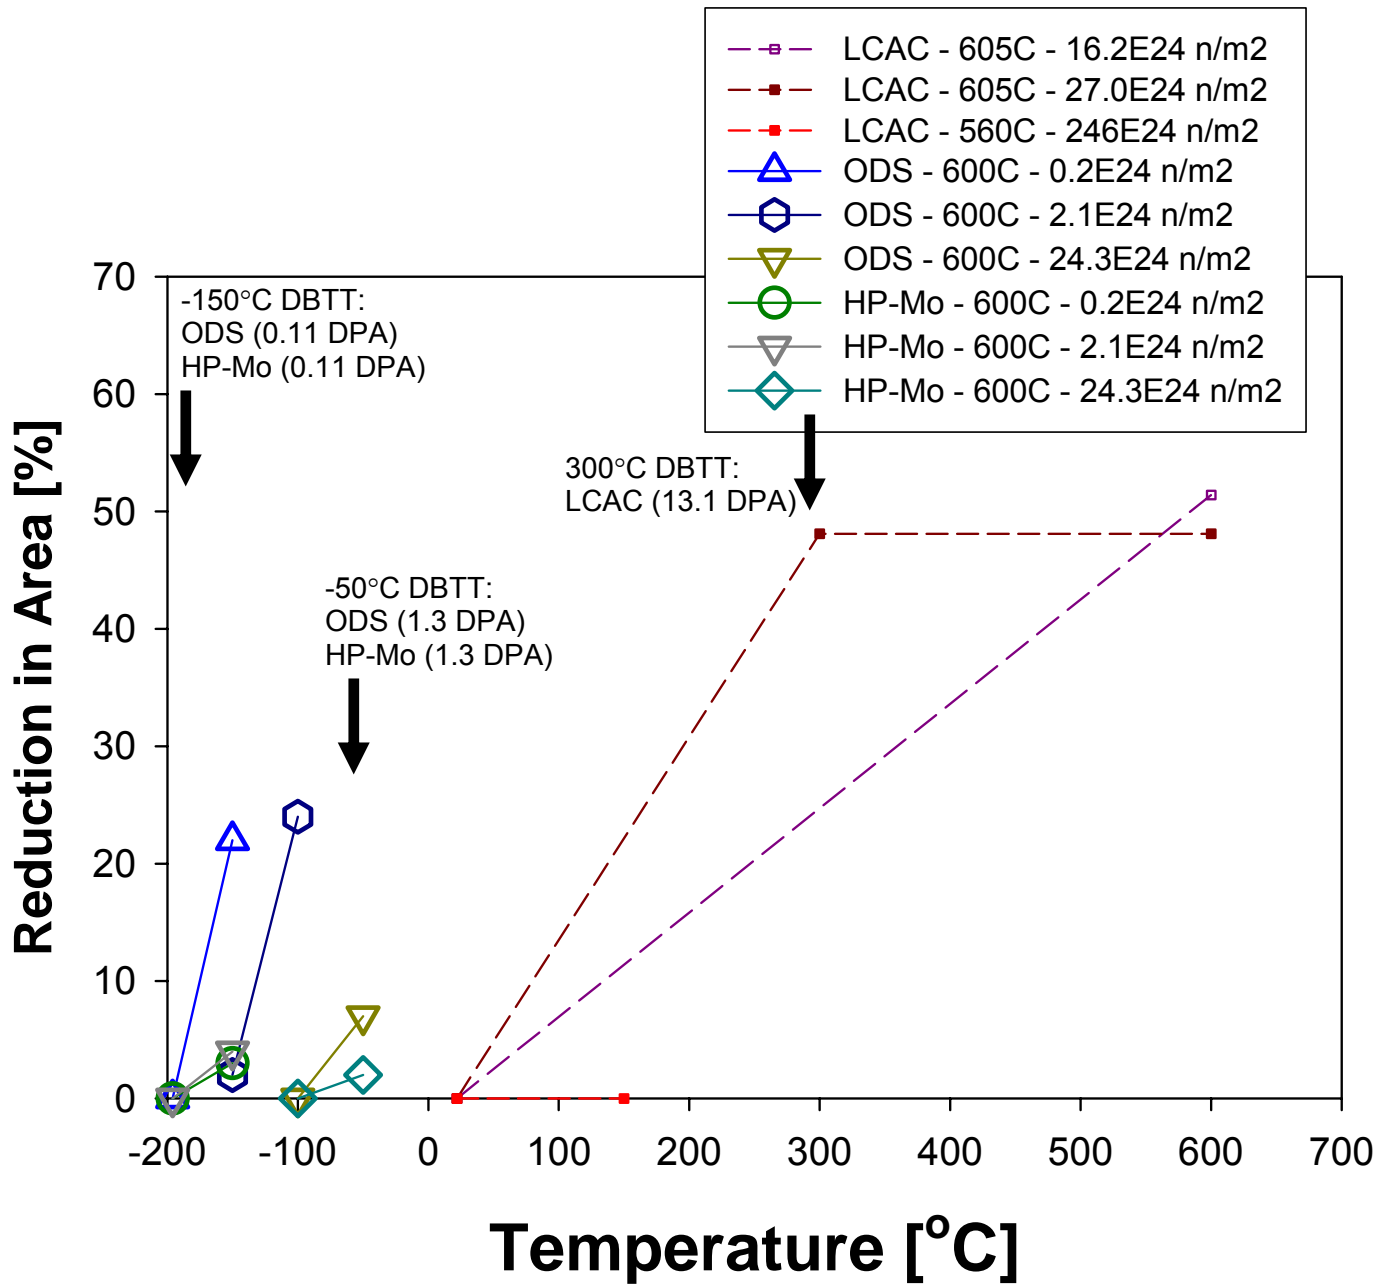 LCAC - 605C - 16.2E24 n/m2
LCAC - 605C - 27.0E24 n/m2
LCAC - 560C - 246E24 n/m2
ODS - 600C - 0.2E24 n/m2
ODS - 600C - 2.1E24 n/m2
ODS - 600C - 24.3E24 n/m2
HP-Mo - 600C - 0.2E24 n/m2
HP-Mo - 600C - 2.1E24 n/m2
HP-Mo - 600C - 24.3E24 n/m2
-150°C DBTT:
ODS (0.11 DPA)
HP-Mo (0.11 DPA)
300°C DBTT:
LCAC (13.1 DPA)
-50°C DBTT:
ODS (1.3 DPA)
HP-Mo (1.3 DPA)
Reduction in Area [%]
70
60
50
40
30
20
10
0
-200 -100 0 100 200 300 400 500 600 700
Temperature [°C]